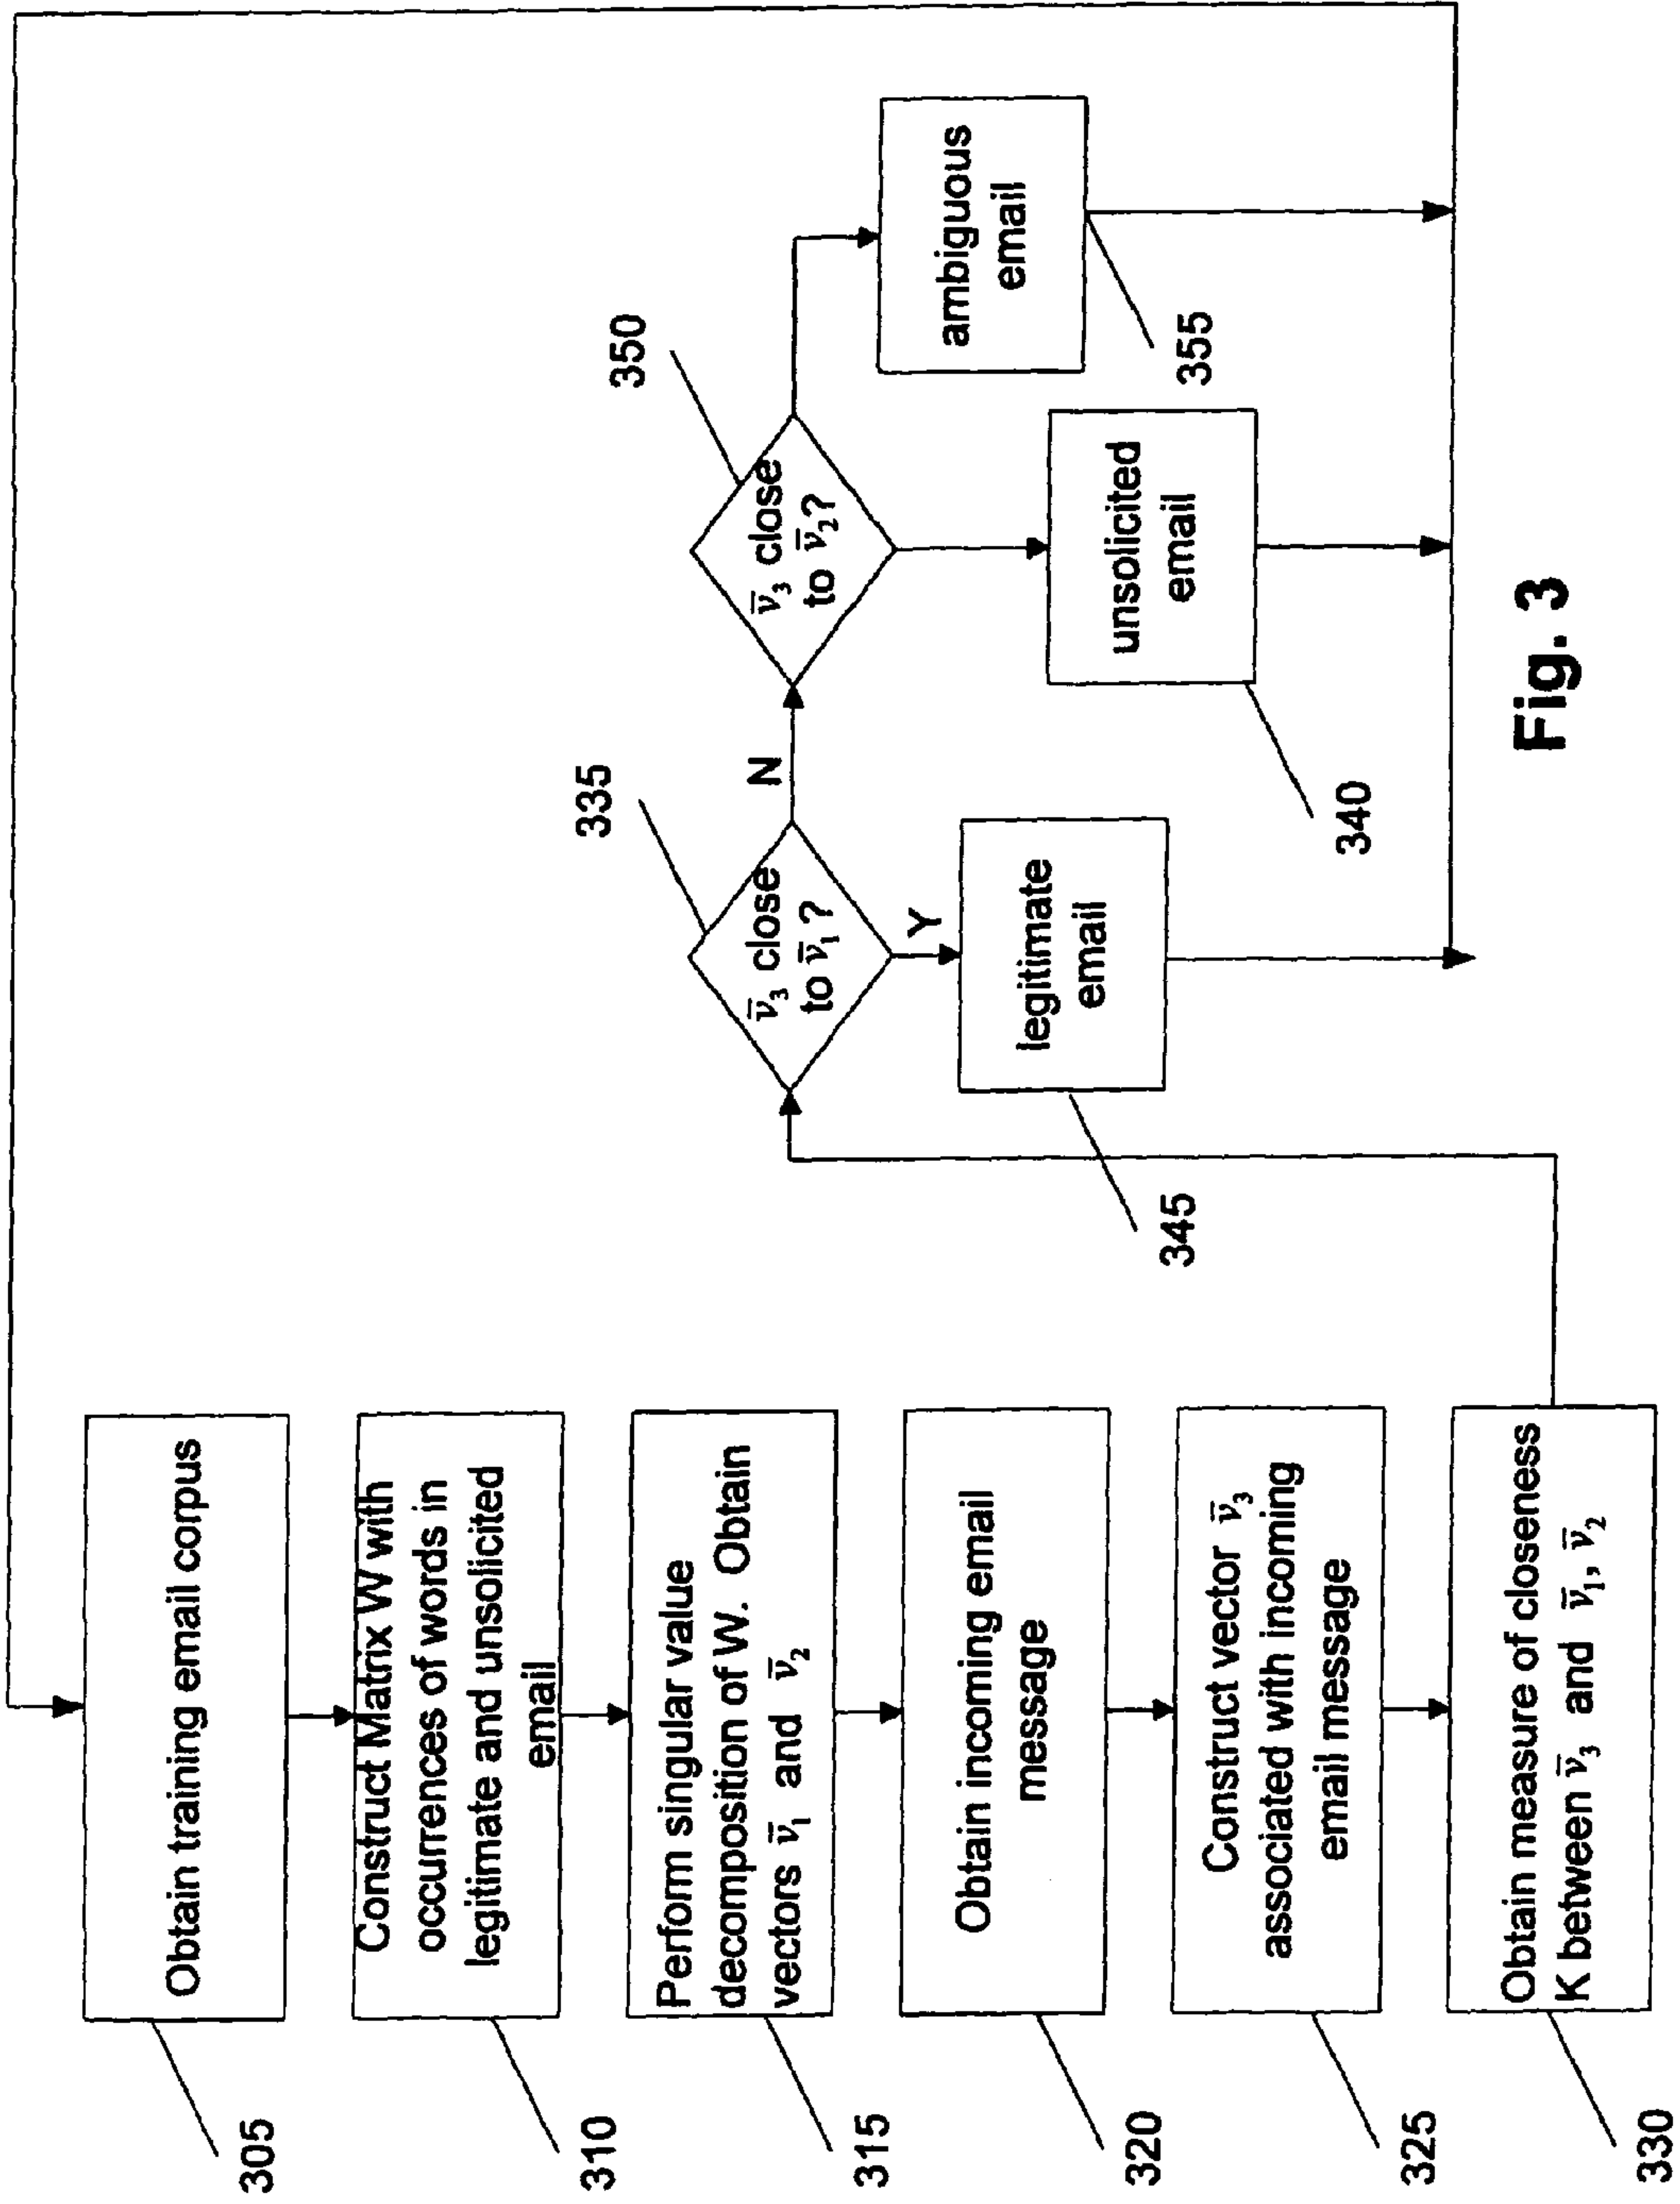 305
Obtain training email corpus
310
Construct Matrix W with
occurrences of words in
legitimate and unsolicited
email
315
Perform singular value
decomposition of W. Obtain
vectors v̅₁ and v̅₂
320
Obtain incoming email
message
325
Construct vector v̅₃
associated with incoming
email message
330
Obtain measure of closeness
K between v̅₃ and v̅₁, v̅₂
335
v̅₃ close
to v̅₁?
Y
N
345
legitimate
email
350
v̅₃ close
to v̅₂?
340
unsolicited
email
355
ambiguous
email
Fig. 3